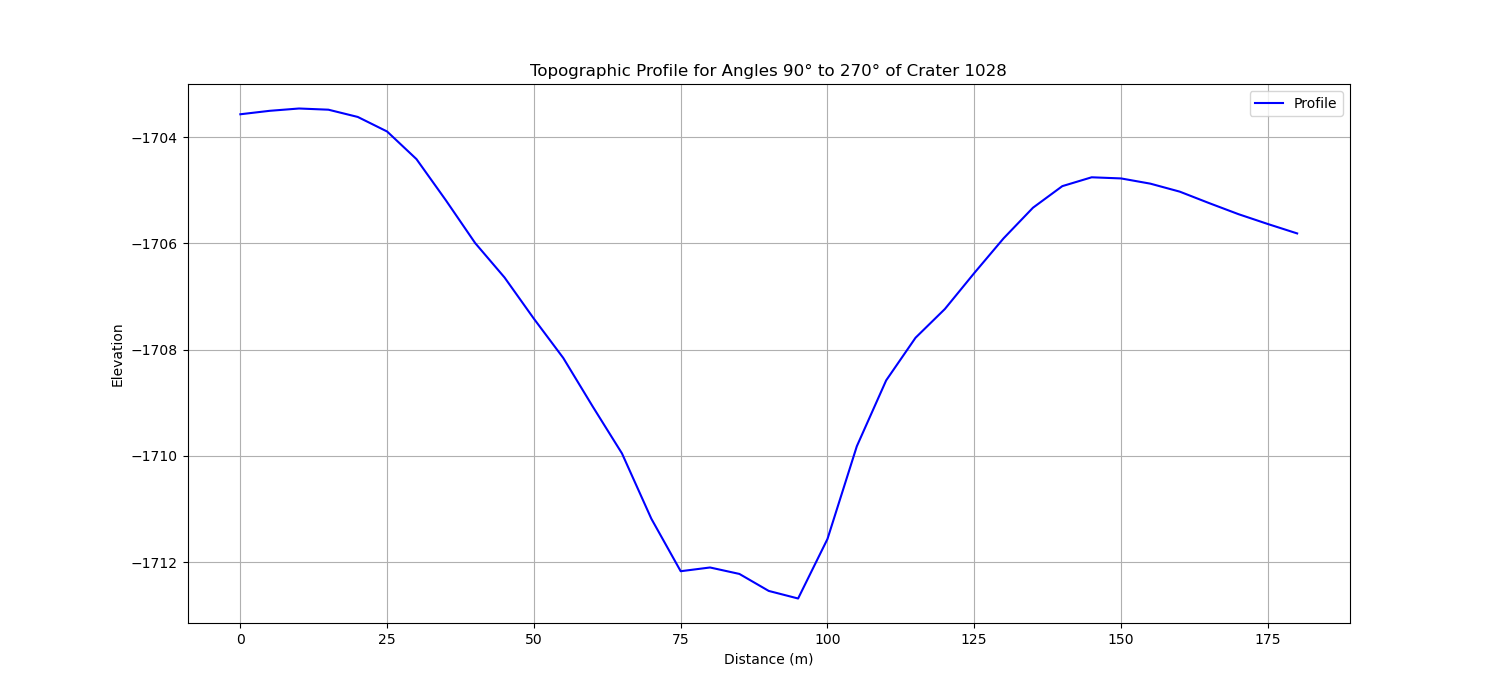 Topographic Profile for Angles 90° to 270° of Crater 1028
Profile
−1704
−1706
−1708
−1710
−1712
Elevation
0 25 50 75 100 125 150 175
Distance (m)